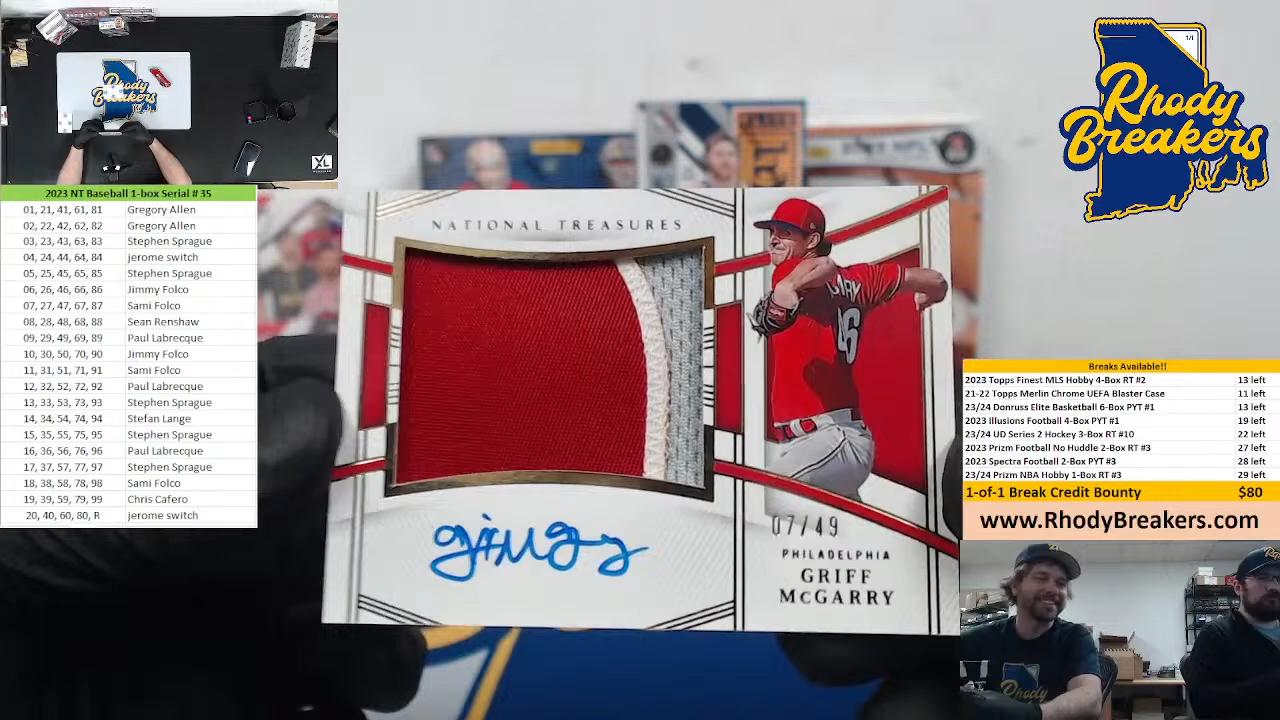 Rhody
Breakers
XL
2023 NT Baseball 1-box Serial # 35
01, 21, 41, 61, 81 Gregory Allen
02, 22, 42, 62, 82 Gregory Allen
03, 23, 43, 63, 83 Stephen Sprague
04, 24, 44, 64, 84 jerome switch
05, 25, 45, 65, 85 Stephen Sprague
06, 26, 46, 66, 86 Jimmy Folco
07, 27, 47, 67, 87 Sami Folco
08, 28, 48, 68, 88 Sean Renshaw
09, 29, 49, 69, 89 Paul Labrecque
10, 30, 50, 70, 90 Jimmy Folco
11, 31, 51, 71, 91 Sami Folco
12, 32, 52, 72, 92 Paul Labrecque
13, 33, 53, 73, 93 Stephen Sprague
14, 34, 54, 74, 94 Stefan Lange
15, 35, 55, 75, 95 Stephen Sprague
16, 36, 56, 76, 96 Paul Labrecque
17, 37, 57, 77, 97 Stephen Sprague
18, 38, 58, 78, 98 Sami Folco
19, 39, 59, 79, 99 Chris Cafero
20, 40, 60, 80, R jerome switch
NATIONAL TREASURES
46
07/49
PHILADELPHIA
GRIFF
McGARRY
1/1
Rhody
Breakers
Breaks Available!!
2023 Topps Finest MLS Hobby 4-Box RT #2 13 left
21-22 Topps Merlin Chrome UEFA Blaster Case 11 left
23/24 Donruss Elite Basketball 6-Box PYT #1 13 left
2023 Illusions Football 4-Box PYT #1 19 left
23/24 UD Series 2 Hockey 3-Box RT #10 22 left
2023 Prizm Football No Huddle 2-Box RT #3 27 left
2023 Spectra Football 2-Box PYT #3 28 left
23/24 Prizm NBA Hobby 1-Box RT #3 29 left
1-of-1 Break Credit Bounty $80
www.RhodyBreakers.com
Rhody